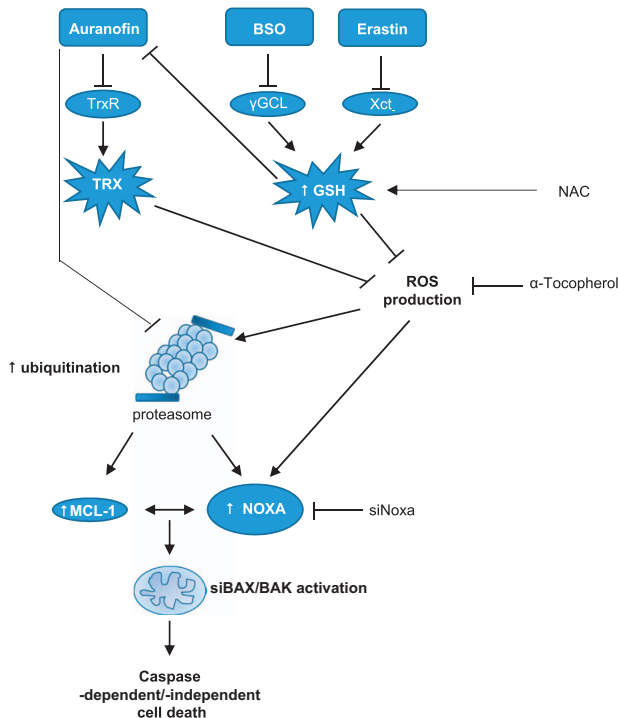 Auranofin
BSO
Erastin
TrxR
γGCL
Xct-
TRX
↑ GSH
NAC
ROS
production
α-Tocopherol
↑ ubiquitination
proteasome
↑MCL-1
↑ NOXA
siNoxa
siBAX/BAK activation
Caspase
-dependent/-independent
cell death